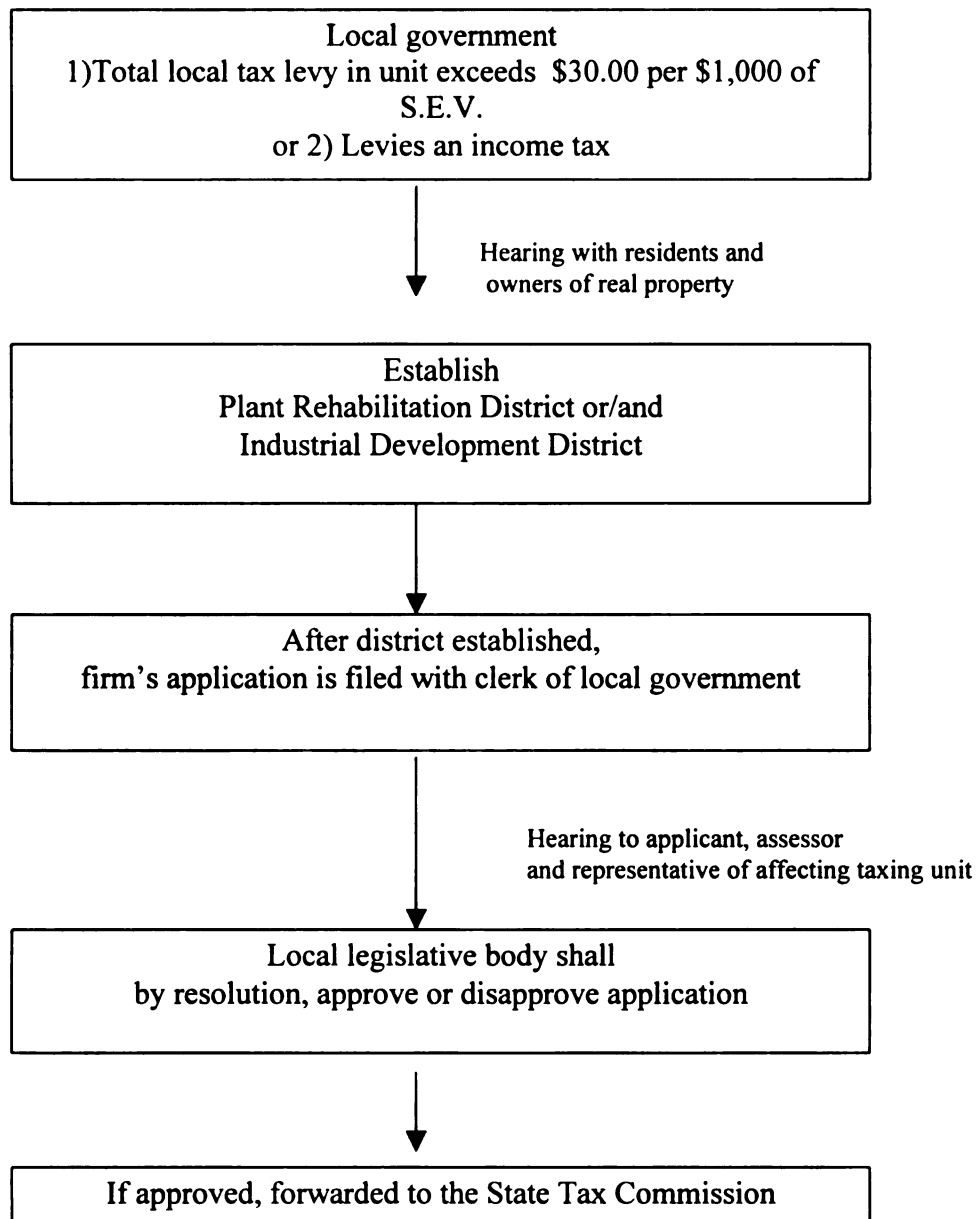 Local government
1)Total local tax levy in unit exceeds $30.00 per $1,000 of
S.E.V.
or 2) Levies an income tax
Hearing with residents and
owners of real property
Establish
Plant Rehabilitation District or/and
Industrial Development District
After district established,
firm's application is filed with clerk of local government
Hearing to applicant, assessor
and representative of affecting taxing unit
Local legislative body shall
by resolution, approve or disapprove application
If approved, forwarded to the State Tax Commission